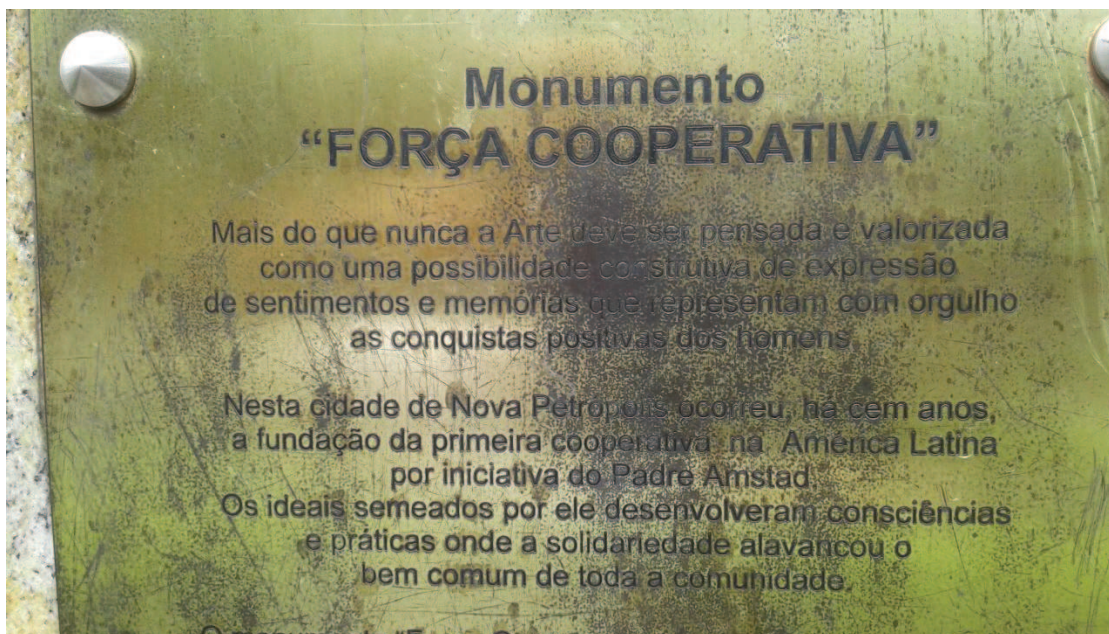 Monumento
“FORÇA COOPERATIVA”
Mais do que nunca a Arte deve ser pensada e valorizada
como uma possibilidade construtiva de expressão
de sentimentos e memórias que representam com orgulho
as conquistas positivas dos homens
Nesta cidade de Nova Petrópolis ocorreu, há cem anos,
a fundação da primeira cooperativa na América Latina
por iniciativa do Padre Amstad
Os ideais semeados por ele desenvolveram consciências
e práticas onde a solidariedade alavancou o
bem comum de toda a comunidade.